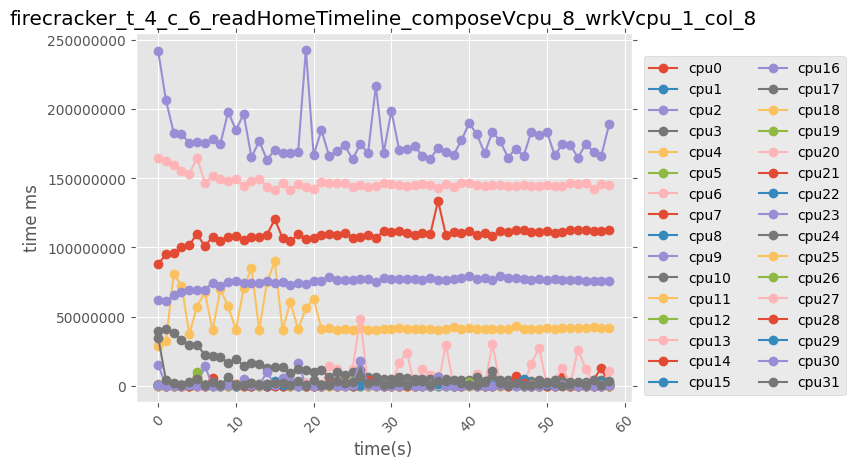 firecracker_t_4_c_6_readHomeTimeline_composeVcpu_8_wrkVcpu_1_col_8
250000000
200000000
150000000
100000000
50000000
0
time ms
0
10
20
30
40
50
60
time(s)
cpu0
cpu1
cpu2
cpu3
cpu4
cpu5
cpu6
cpu7
cpu8
cpu9
cpu10
cpu11
cpu12
cpu13
cpu14
cpu15
cpu16
cpu17
cpu18
cpu19
cpu20
cpu21
cpu22
cpu23
cpu24
cpu25
cpu26
cpu27
cpu28
cpu29
cpu30
cpu31